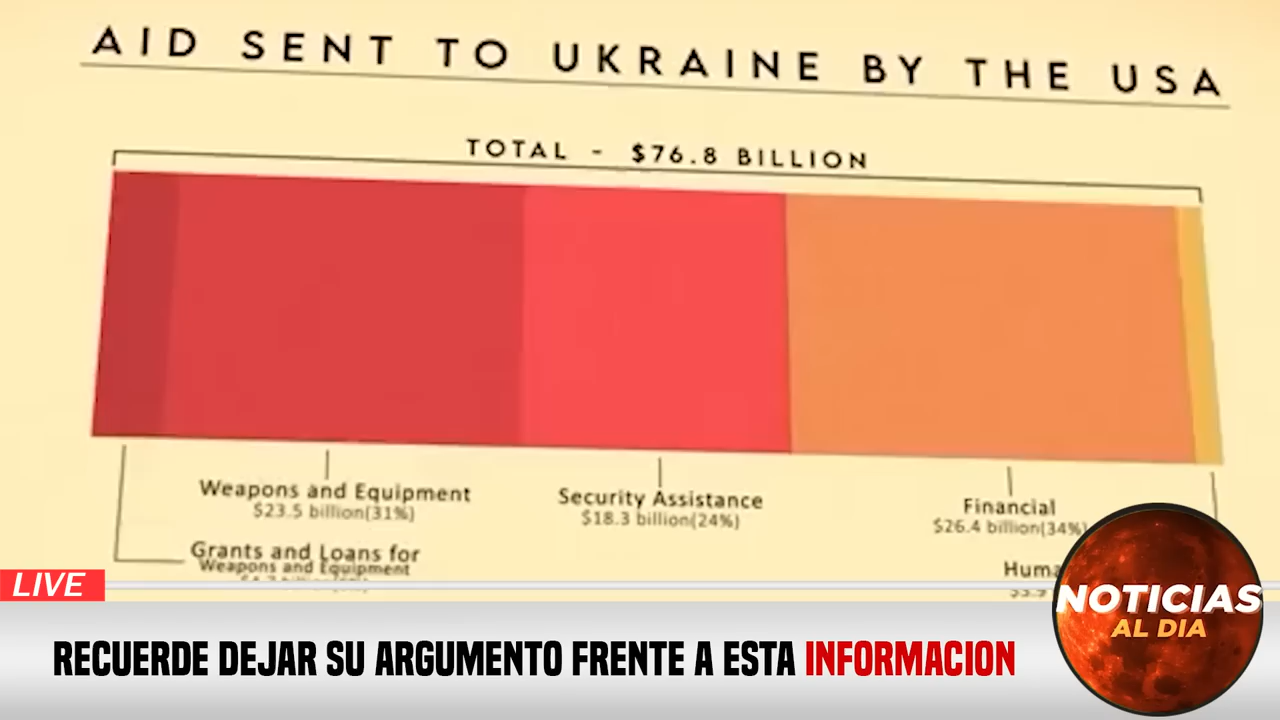 AID SENT TO UKRAINE BY THE USA
TOTAL - $76.8 BILLION
Weapons and Equipment
$23.5 billion(31%)
Security Assistance
$18.3 billion(24%)
Financial
$26.4 billion(34%)
Grants and Loans for
Weapons and Equipment
LIVE
NOTICIAS
AL DIA
RECUERDE DEJAR SU ARGUMENTO FRENTE A ESTA INFORMACION